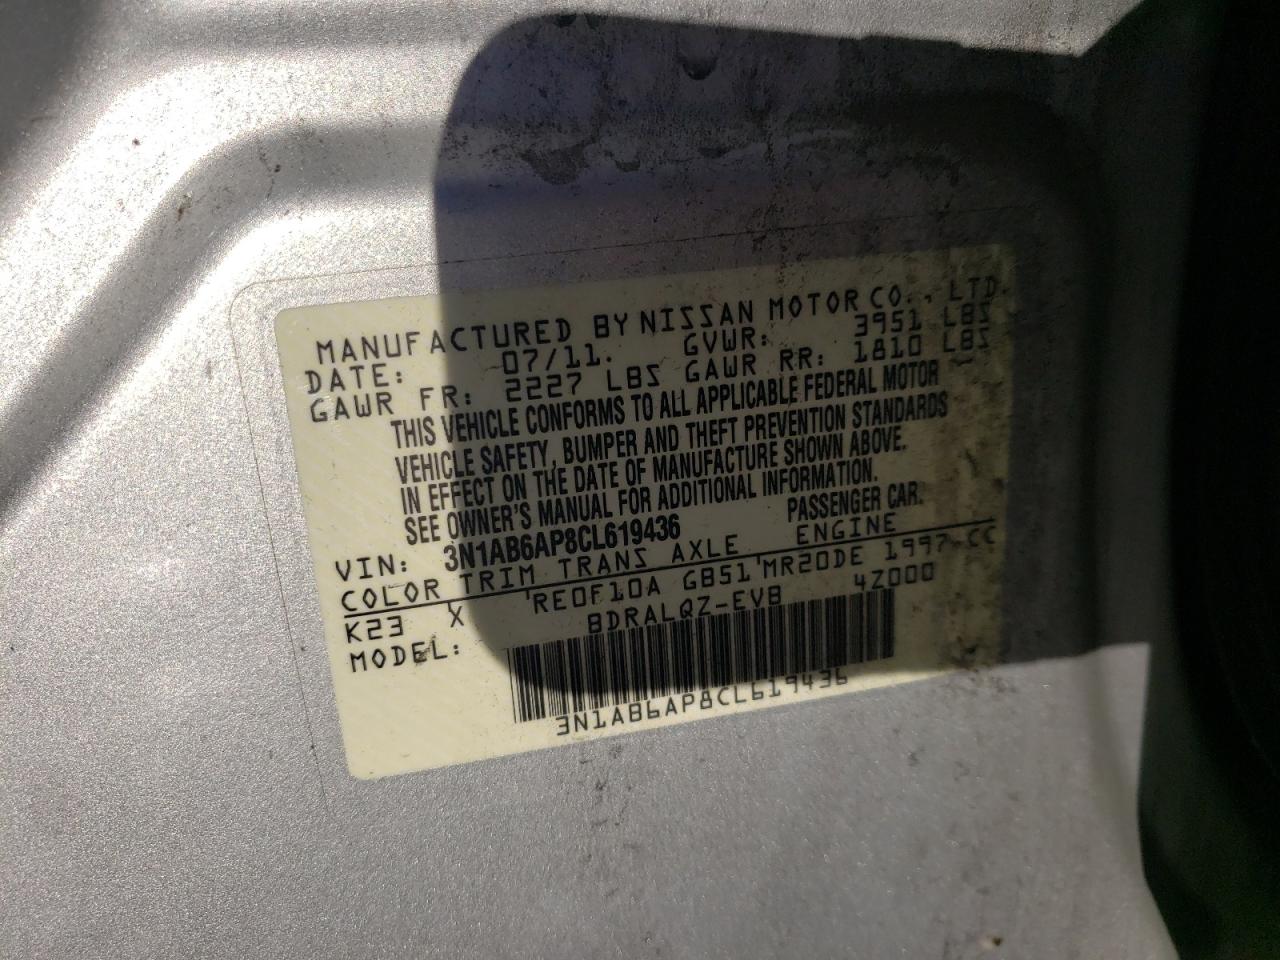 MANUFACTURED BY NISSAN MOTOR CO., LTD.
DATE: 07/11. GVWR: 3951 LBS
GAWR FR: 2227 LBS GAWR RR: 1810 LBS
THIS VEHICLE CONFORMS TO ALL APPLICABLE FEDERAL MOTOR
VEHICLE SAFETY, BUMPER AND THEFT PREVENTION STANDARDS
IN EFFECT ON THE DATE OF MANUFACTURE SHOWN ABOVE.
SEE OWNER'S MANUAL FOR ADDITIONAL INFORMATION.
VIN: 3N1AB6AP8CL619436 PASSENGER CAR.
COLOR TRIM TRANS AXLE ENGINE
K23 X RE0F10A GB51 MR20DE 1997 CC
MODEL: BDRALQZ-EVB 4Z000
3N1AB6AP8CL619436